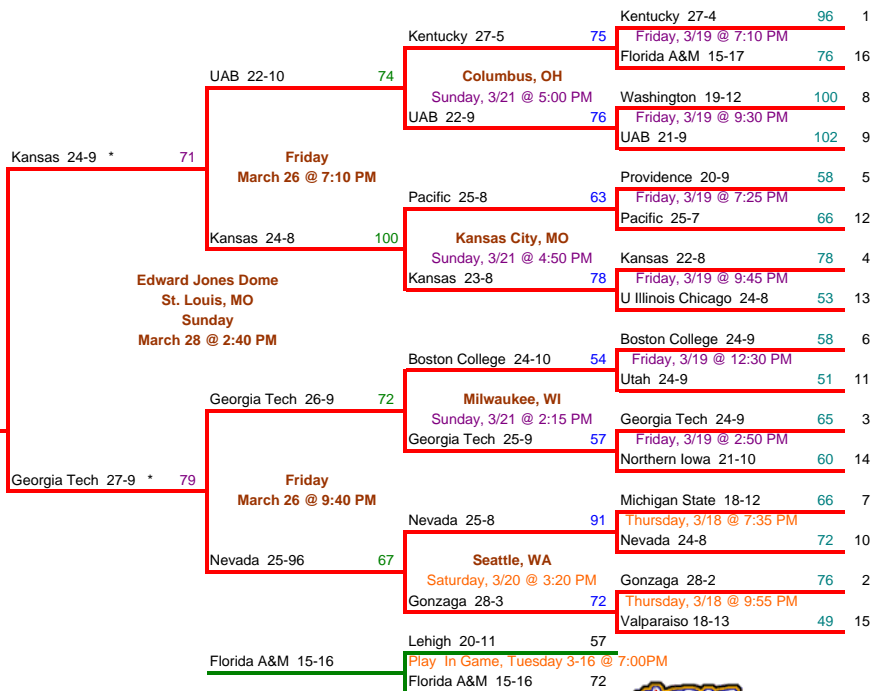 Kentucky 27-4 96 1
Kentucky 27-5 75 Friday, 3/19 @ 7:10 PM
Florida A&M 15-17 76 16
UAB 22-10 74 Columbus, OH
Sunday, 3/21 @ 5:00 PM Washington 19-12 100 8
UAB 22-9 76 Friday, 3/19 @ 9:30 PM
UAB 21-9 102 9
Kansas 24-9 * 71 Friday
March 26 @ 7:10 PM Providence 20-9 58 5
Pacific 25-8 63 Friday, 3/19 @ 7:25 PM
Pacific 25-7 66 12
Kansas 24-8 100 Kansas City, MO
Sunday, 3/21 @ 4:50 PM Kansas 22-8 78 4
Kansas 23-8 78 Friday, 3/19 @ 9:45 PM
Edward Jones Dome
U Illinois Chicago 24-8 53 13
St. Louis, MO
Sunday
March 28 @ 2:40 PM Boston College 24-9 58 6
Boston College 24-10 54 Friday, 3/19 @ 12:30 PM
Utah 24-9 51 11
Georgia Tech 26-9 72 Milwaukee, WI
Sunday, 3/21 @ 2:15 PM Georgia Tech 24-9 65 3
Georgia Tech 25-9 57 Friday, 3/19 @ 2:50 PM
Northern Iowa 21-10 60 14
Georgia Tech 27-9 * 79 Friday
March 26 @ 9:40 PM Michigan State 18-12 66 7
Nevada 25-8 91 Thursday, 3/18 @ 7:35 PM
Nevada 24-8 72 10
Nevada 25-96 67 Seattle, WA
Saturday, 3/20 @ 3:20 PM Gonzaga 28-2 76 2
Gonzaga 28-3 72 Thursday, 3/18 @ 9:55 PM
Valparaiso 18-13 49 15
Lehigh 20-11 57
Florida A&M 15-16 Play In Game, Tuesday 3-16 @ 7:00PM
Florida A&M 15-16 72